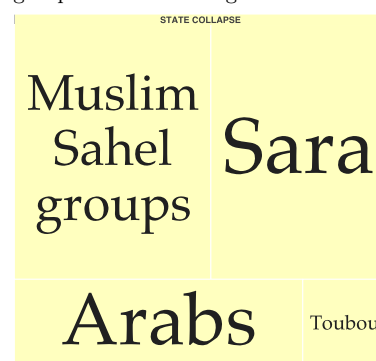 STATE COLLAPSE
Muslim
Sahel
groups
Sara
Arabs
Toubou